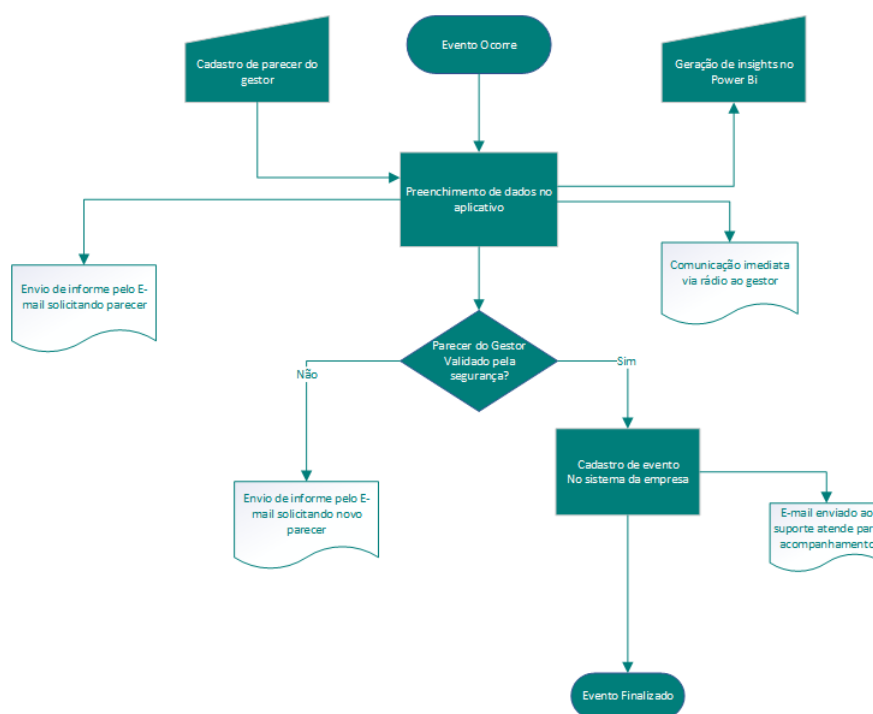 Cadastro de parecer do
gestor
Evento Ocorre
Geração de insights no
Power Bi
Preenchimento de dados no
aplicativo
Envio de informe pelo E-
mail solicitando parecer
Comunicação imediata
via rádio ao gestor
Parecer do Gestor
Validado pela
segurança?
Não
Sim
Envio de informe pelo E-
mail solicitando novo
parecer
Cadastro de evento
No sistema da empresa
E-mail enviado ao
suporte atende par
acompanhamento
Evento Finalizado